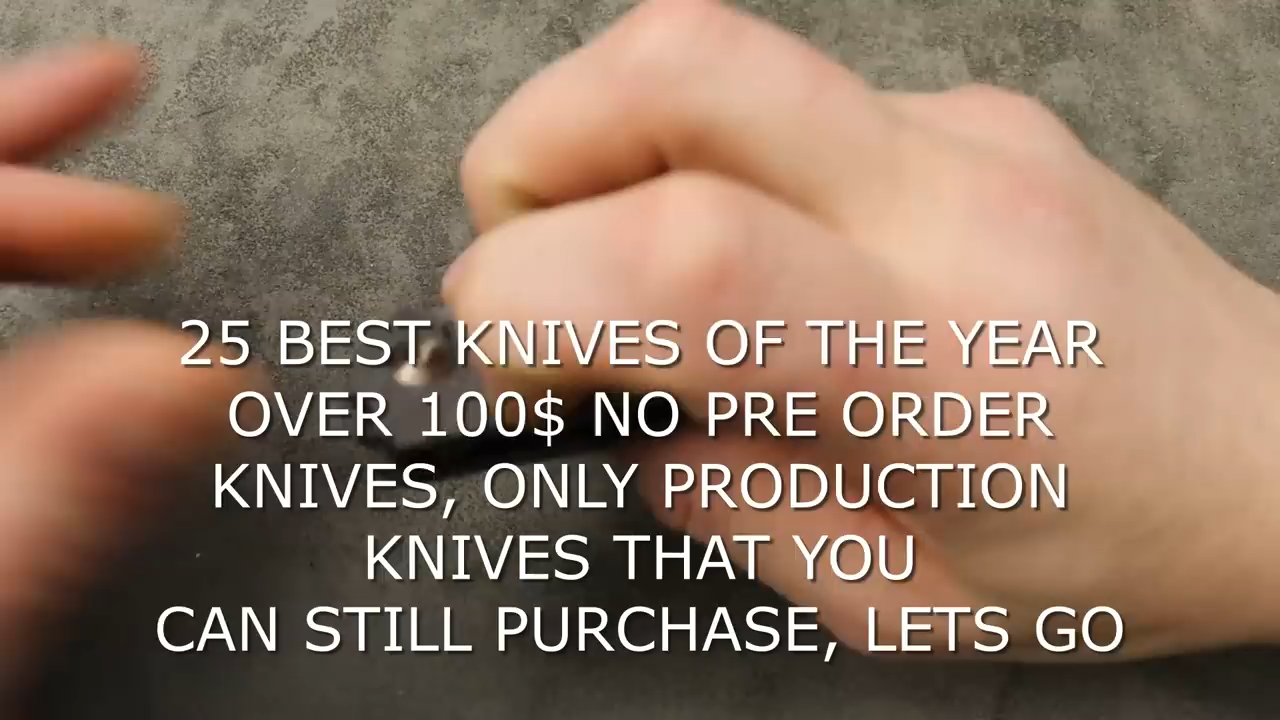 25 BEST KNIVES OF THE YEAR
OVER 100$ NO PRE ORDER
KNIVES, ONLY PRODUCTION
KNIVES THAT YOU
CAN STILL PURCHASE, LETS GO